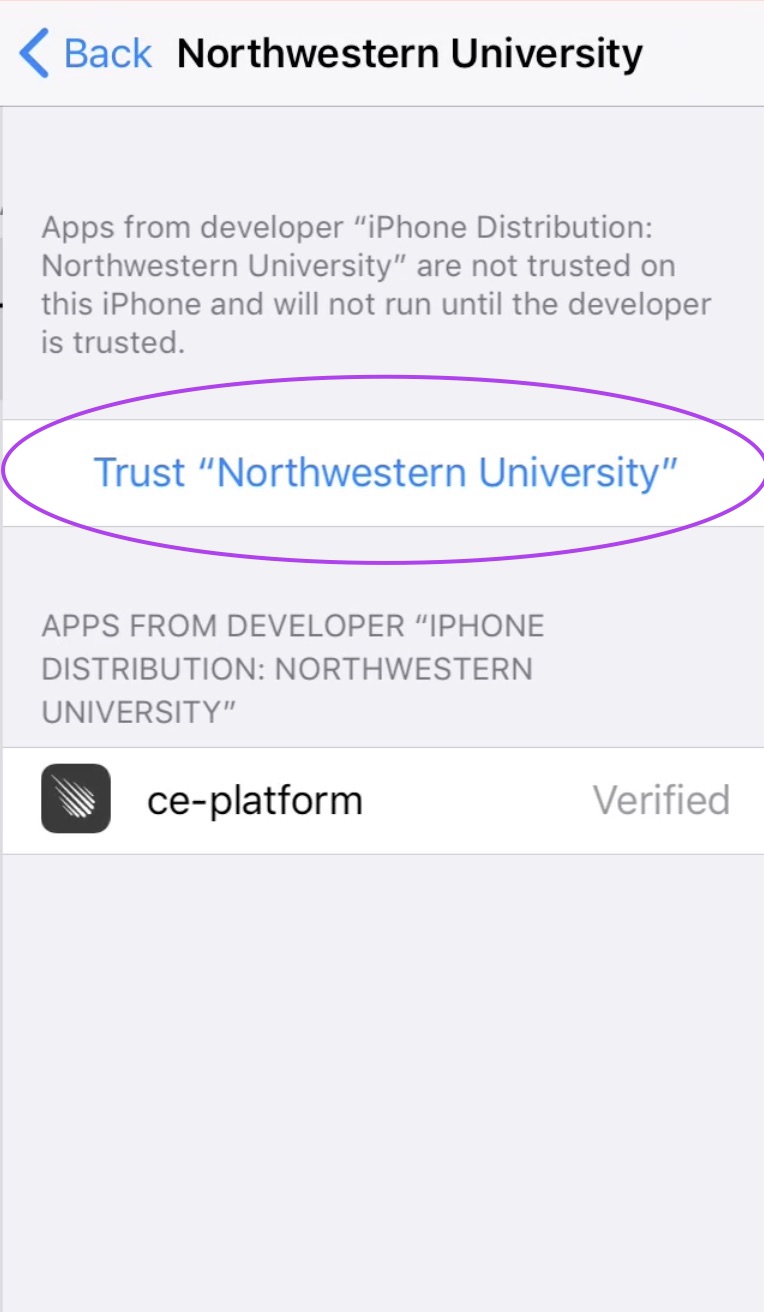 Back Northwestern University
Apps from developer “iPhone Distribution:
Northwestern University” are not trusted on
this iPhone and will not run until the developer
is trusted.
Trust “Northwestern University”
APPS FROM DEVELOPER “IPHONE
DISTRIBUTION: NORTHWESTERN
UNIVERSITY”
ce-platform Verified